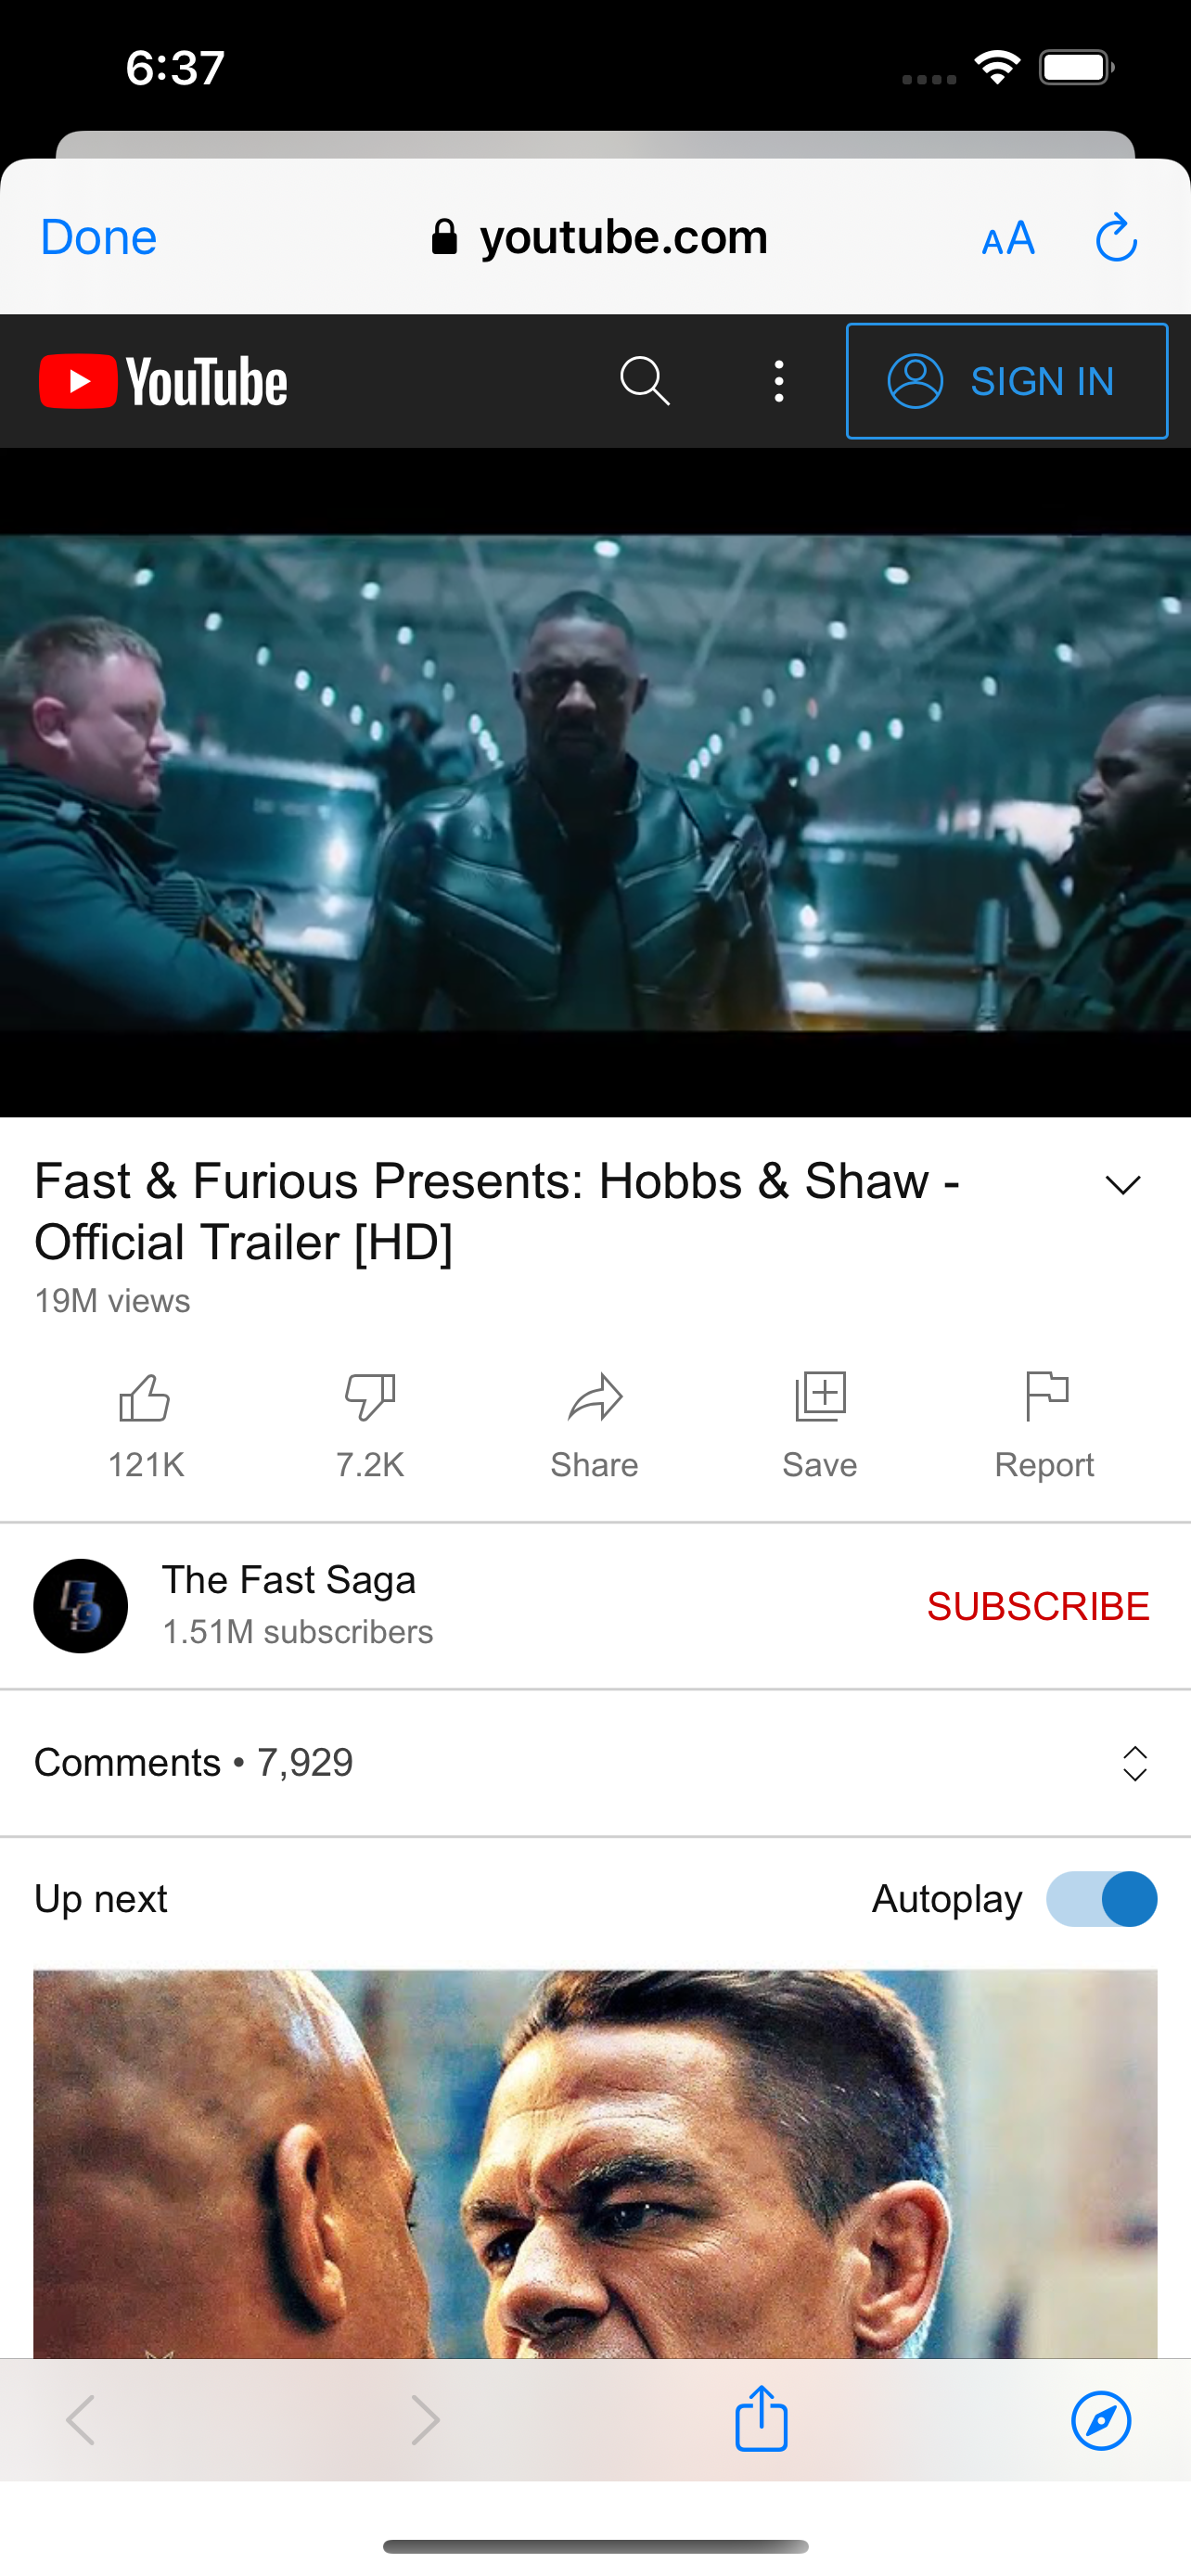 6:37
Done
youtube.com
AA
YouTube
SIGN IN
Fast & Furious Presents: Hobbs & Shaw -
Official Trailer [HD]
19M views
121K
7.2K
Share
Save
Report
The Fast Saga
1.51M subscribers
SUBSCRIBE
Comments • 7,929
Up next
Autoplay